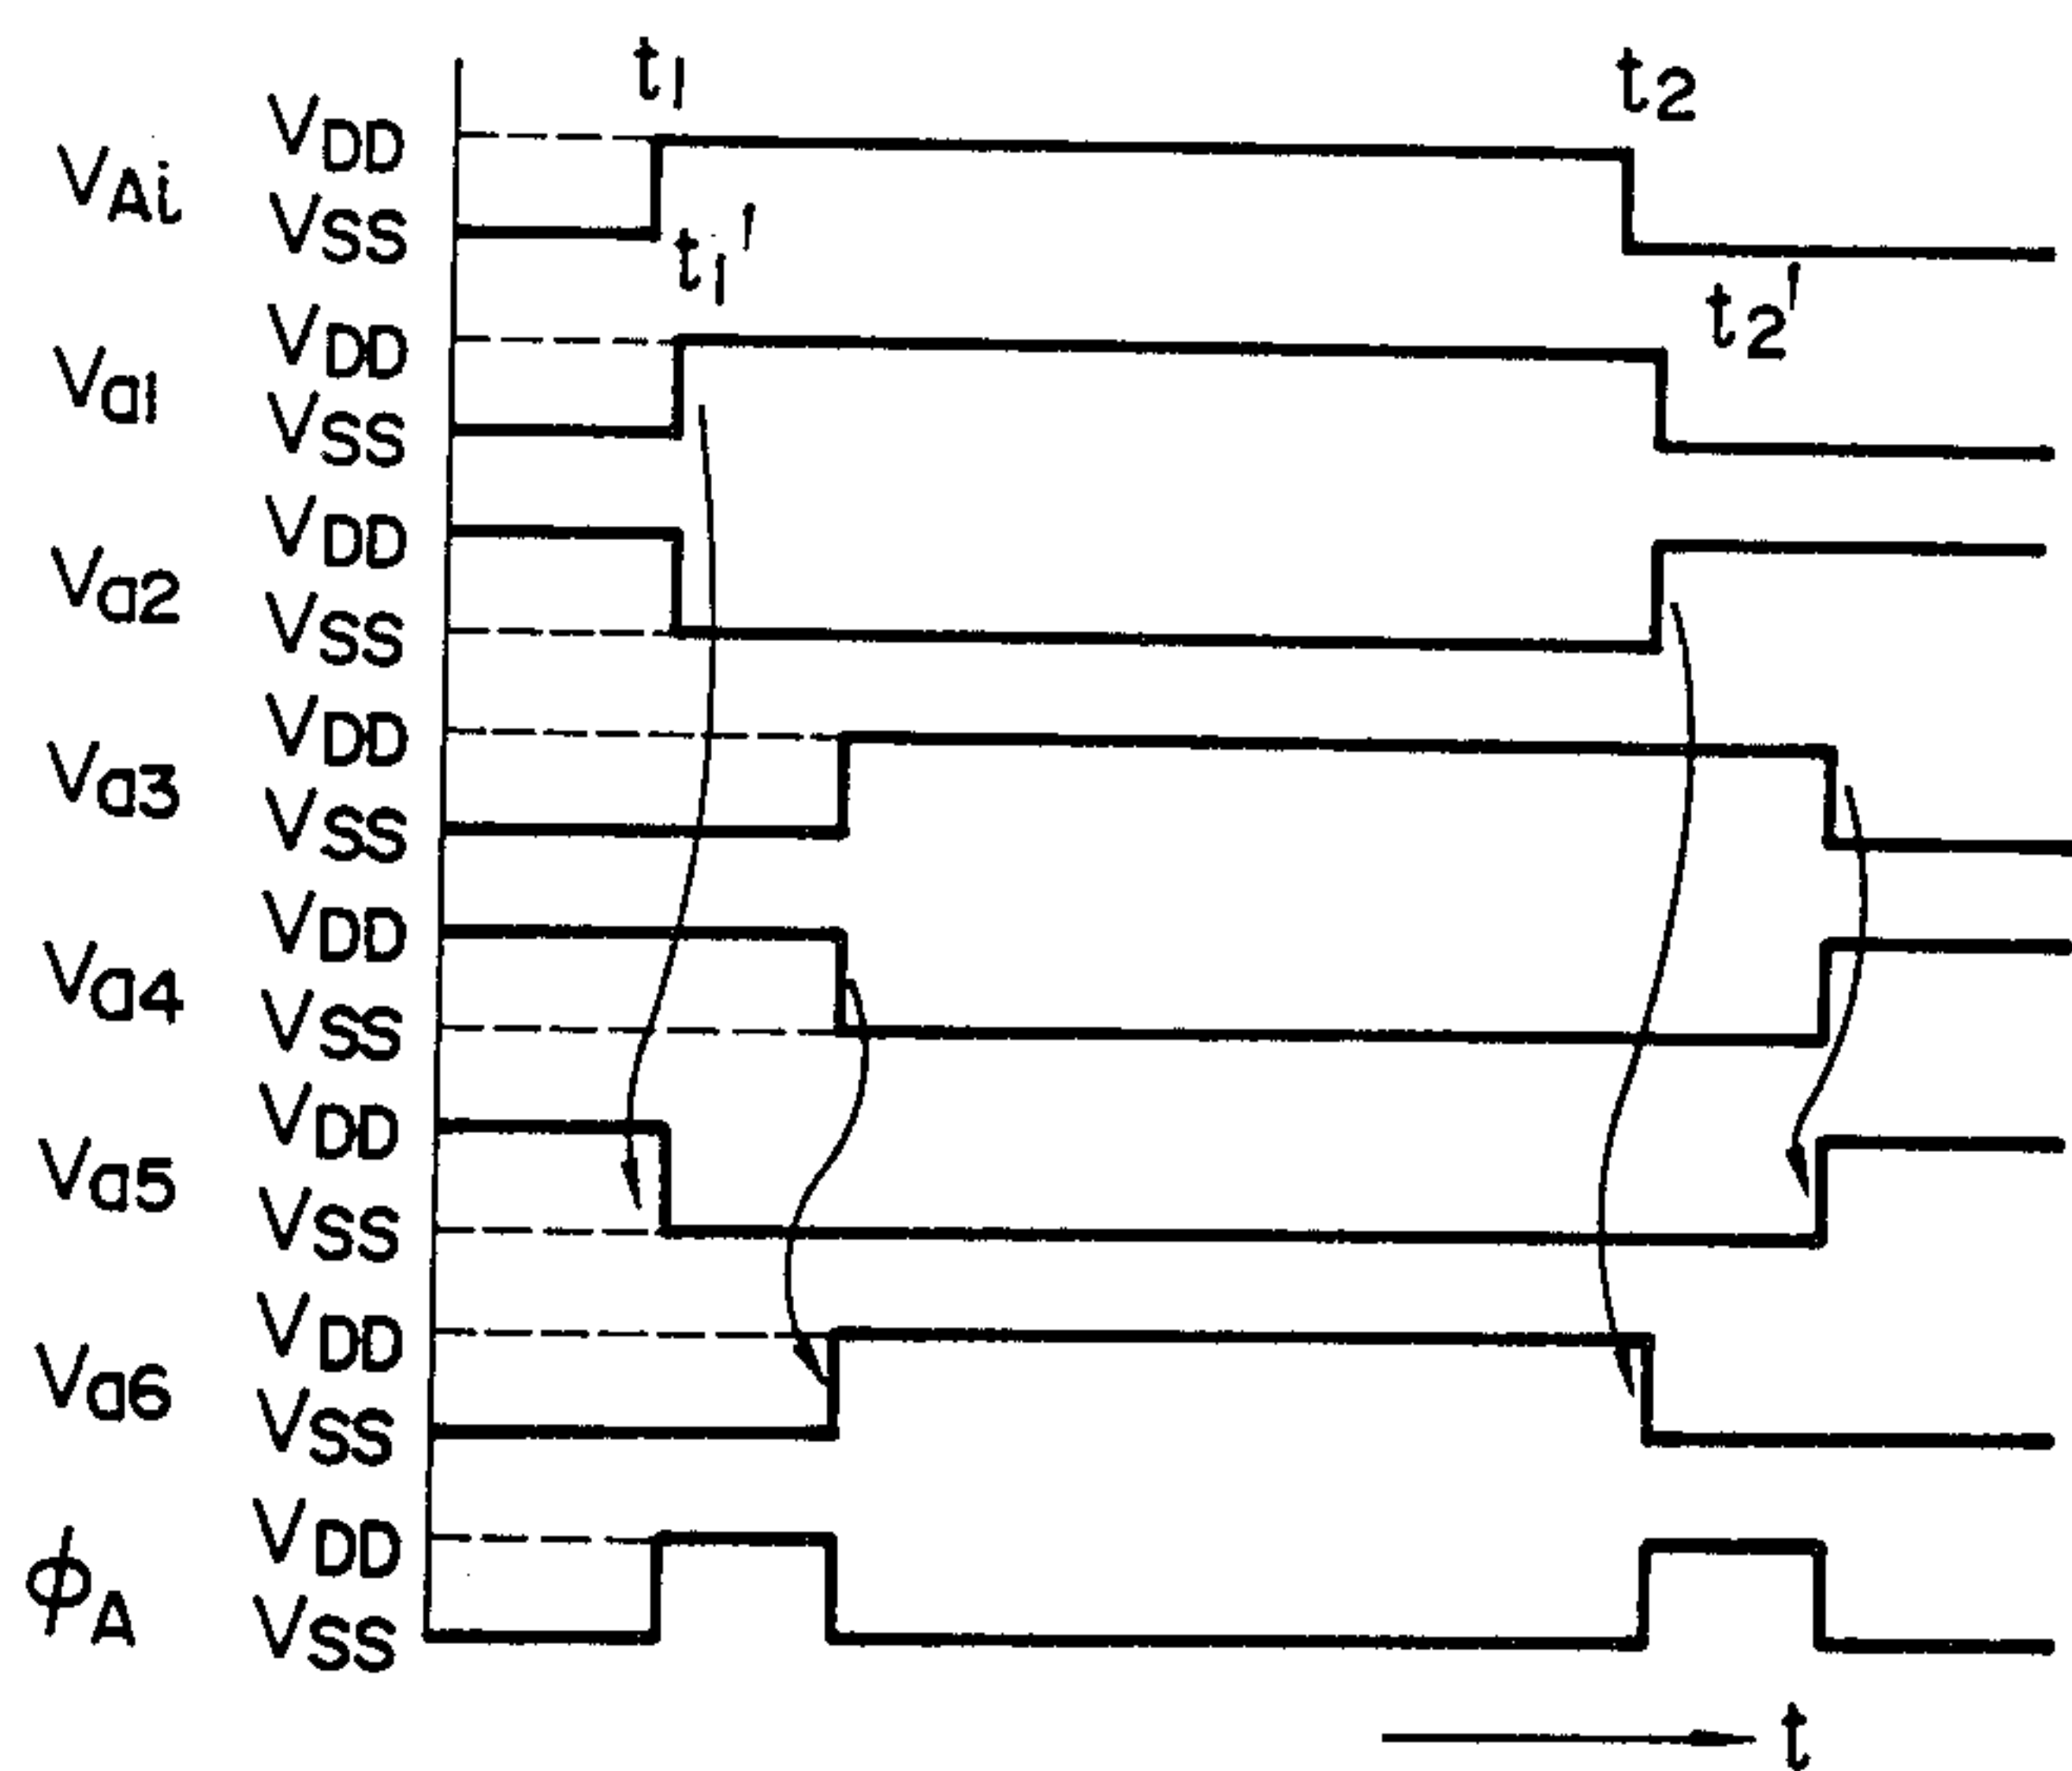 t1 t2
VAi VDD
VSS
t1' t2'
Va1 VDD
VSS
Va2 VDD
VSS
Va3 VDD
VSS
Va4 VDD
VSS
Va5 VDD
VSS
Va6 VDD
VSS
ϕA VDD
VSS
t